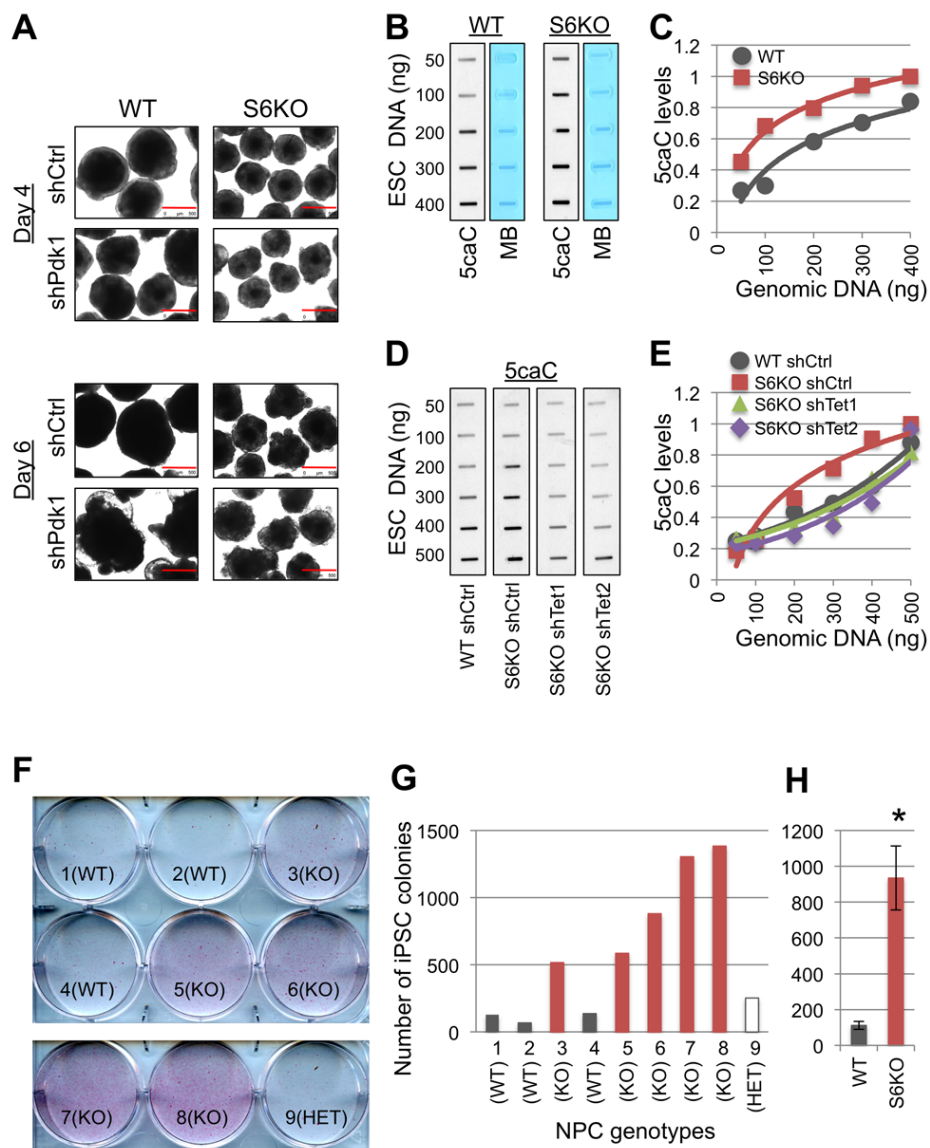 A
WT
S6KO
Day 4
shCtrl
shPdk1
Day 6
shCtrl
shPdk1
0 µm 500
B
WT
S6KO
ESC DNA (ng)
50
100
200
300
400
5caC
MB
5caC
MB
C
WT
S6KO
5caC levels
1.2
1
0.8
0.6
0.4
0.2
0
100
200
300
400
Genomic DNA (ng)
D
5caC
ESC DNA (ng)
50
100
200
300
400
500
WT shCtrl
S6KO shCtrl
S6KO shTet1
S6KO shTet2
E
WT shCtrl
S6KO shCtrl
S6KO shTet1
S6KO shTet2
5caC levels
1.2
1
0.8
0.6
0.4
0.2
0
100
200
300
400
500
Genomic DNA (ng)
F
1(WT)
2(WT)
3(KO)
4(WT)
5(KO)
6(KO)
7(KO)
8(KO)
9(HET)
G
Number of iPSC colonies
1500
1000
500
0
1 (WT)
2 (WT)
3 (KO)
4 (WT)
5 (KO)
6 (KO)
7 (KO)
8 (KO)
9 (HET)
NPC genotypes
H
1200
1000
800
600
400
200
0
*
WT
S6KO